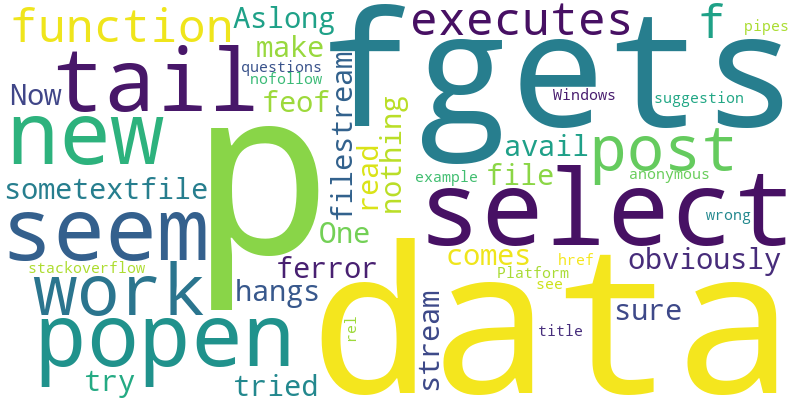 function
Aslong
make
executes
f
pipes
Now
tail
questions
nofollow
feof
fgets
Windows
suggestion
new
p
filestream
read
nothing
avail
post
example
file
anonymous
sometextfile
seem
select
One
wrong
stackoverflow
ferror
comes
Platform
href
see
obviously
work
hangs
data
stream
sure
popen
rel
title
try
tried